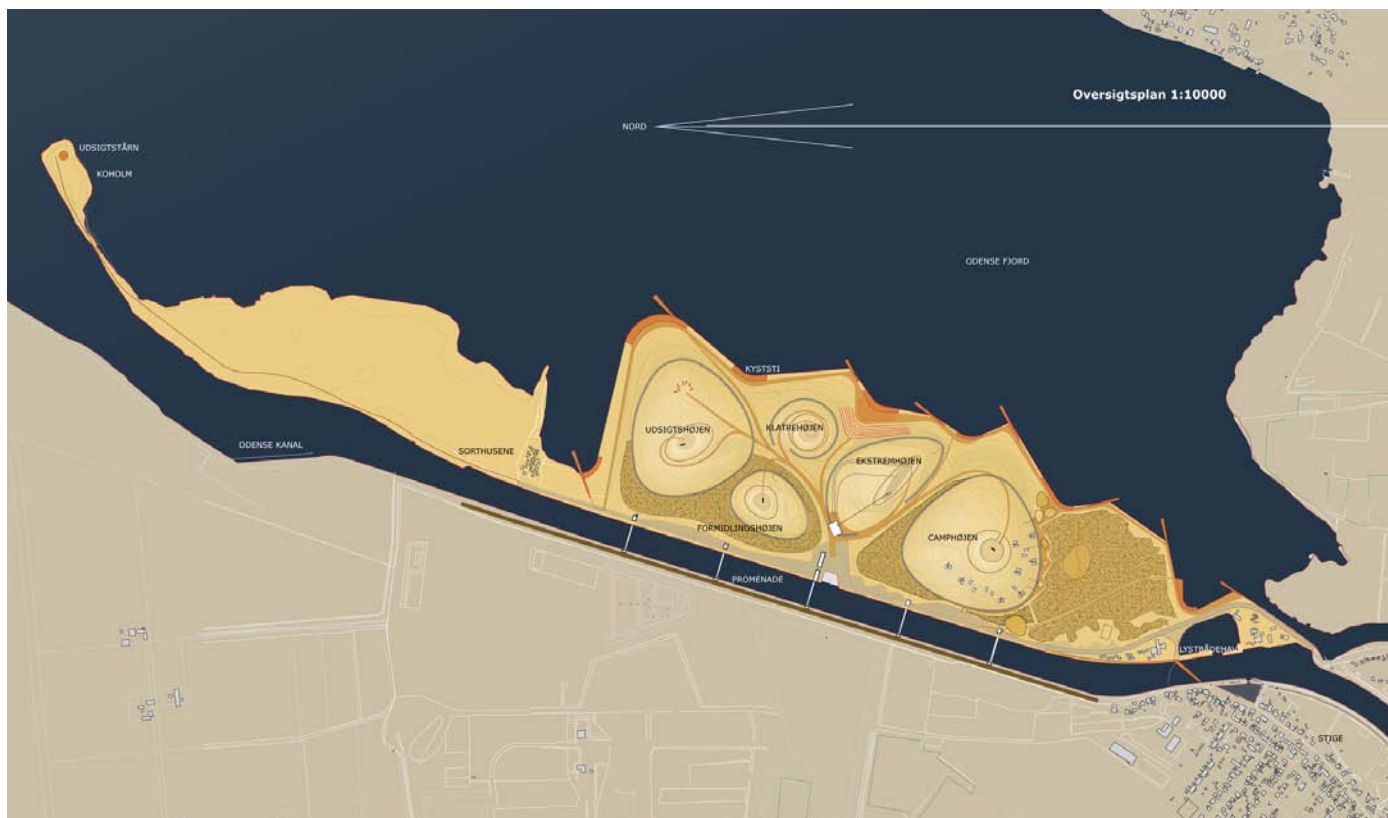 Oversigtsplan 1:10000
NORD
UDSIGTSTÅRN
KOHOLM
ODENSE FJORD
KYSTSTI
UDSIGTSHØJEN
KLATREHØJEN
ODENSE KANAL
SORTHUSENE
EKSTREMHØJEN
FORMIDLINGSHØJEN
CAMPHØJEN
PROMENADE
LYSTBÅDEHAVN
STIGE